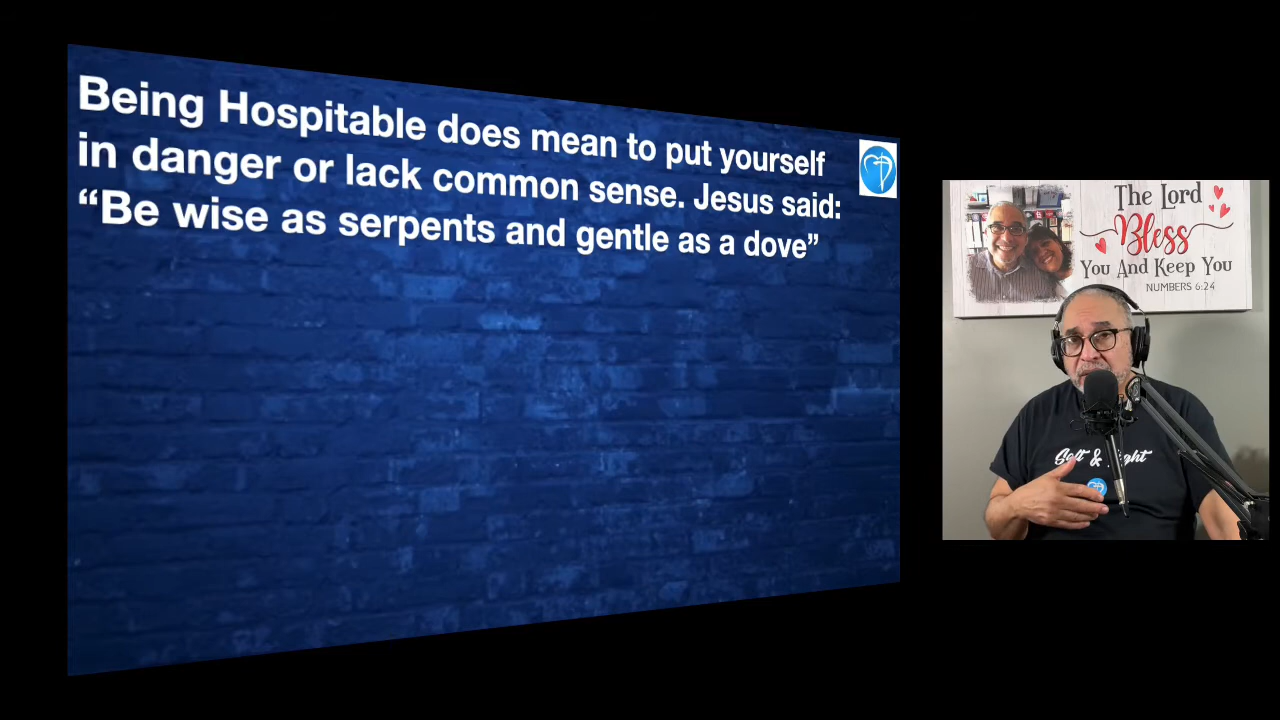 Being Hospitable does mean to put yourself
in danger or lack common sense. Jesus said:
“Be wise as serpents and gentle as a dove”
The Lord
Bless
You And Keep You
NUMBERS 6:24
&